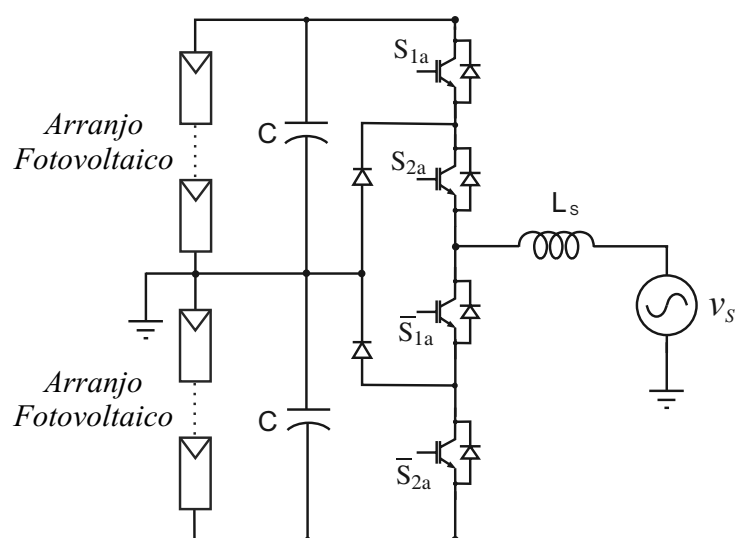 S1a
Arranjo
Fotovoltaico
C
S2a
Ls
S̅1a
vs
Arranjo
Fotovoltaico
C
S̅2a